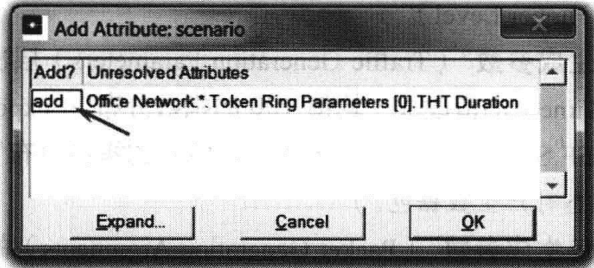 Add Attribute: scenario
Add? Unresolved Attributes
add Office Network.*.Token Ring Parameters [0].THT Duration
Expand... Cancel OK